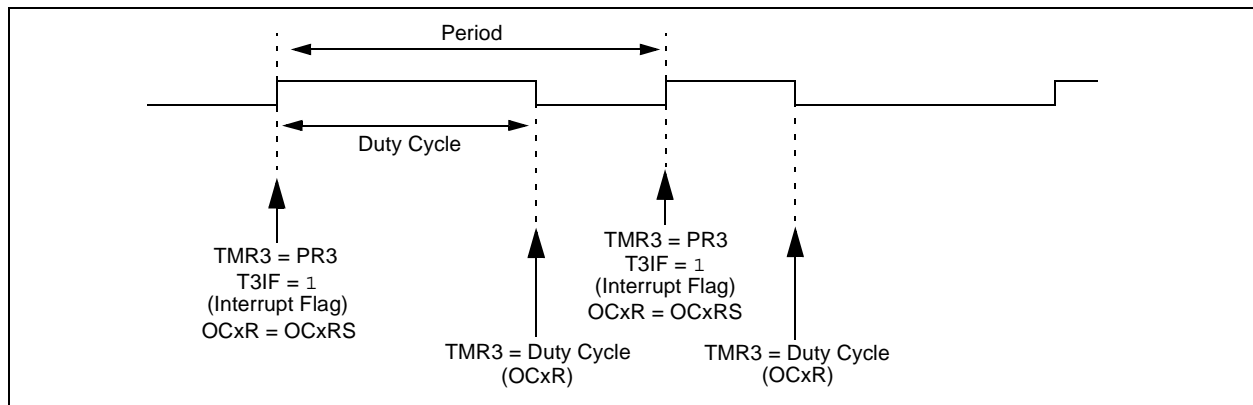 Period
Duty Cycle
TMR3 = PR3
T3IF = 1
(Interrupt Flag)
OCxR = OCxRS
TMR3 = Duty Cycle
(OCxR)
TMR3 = PR3
T3IF = 1
(Interrupt Flag)
OCxR = OCxRS
TMR3 = Duty Cycle
(OCxR)